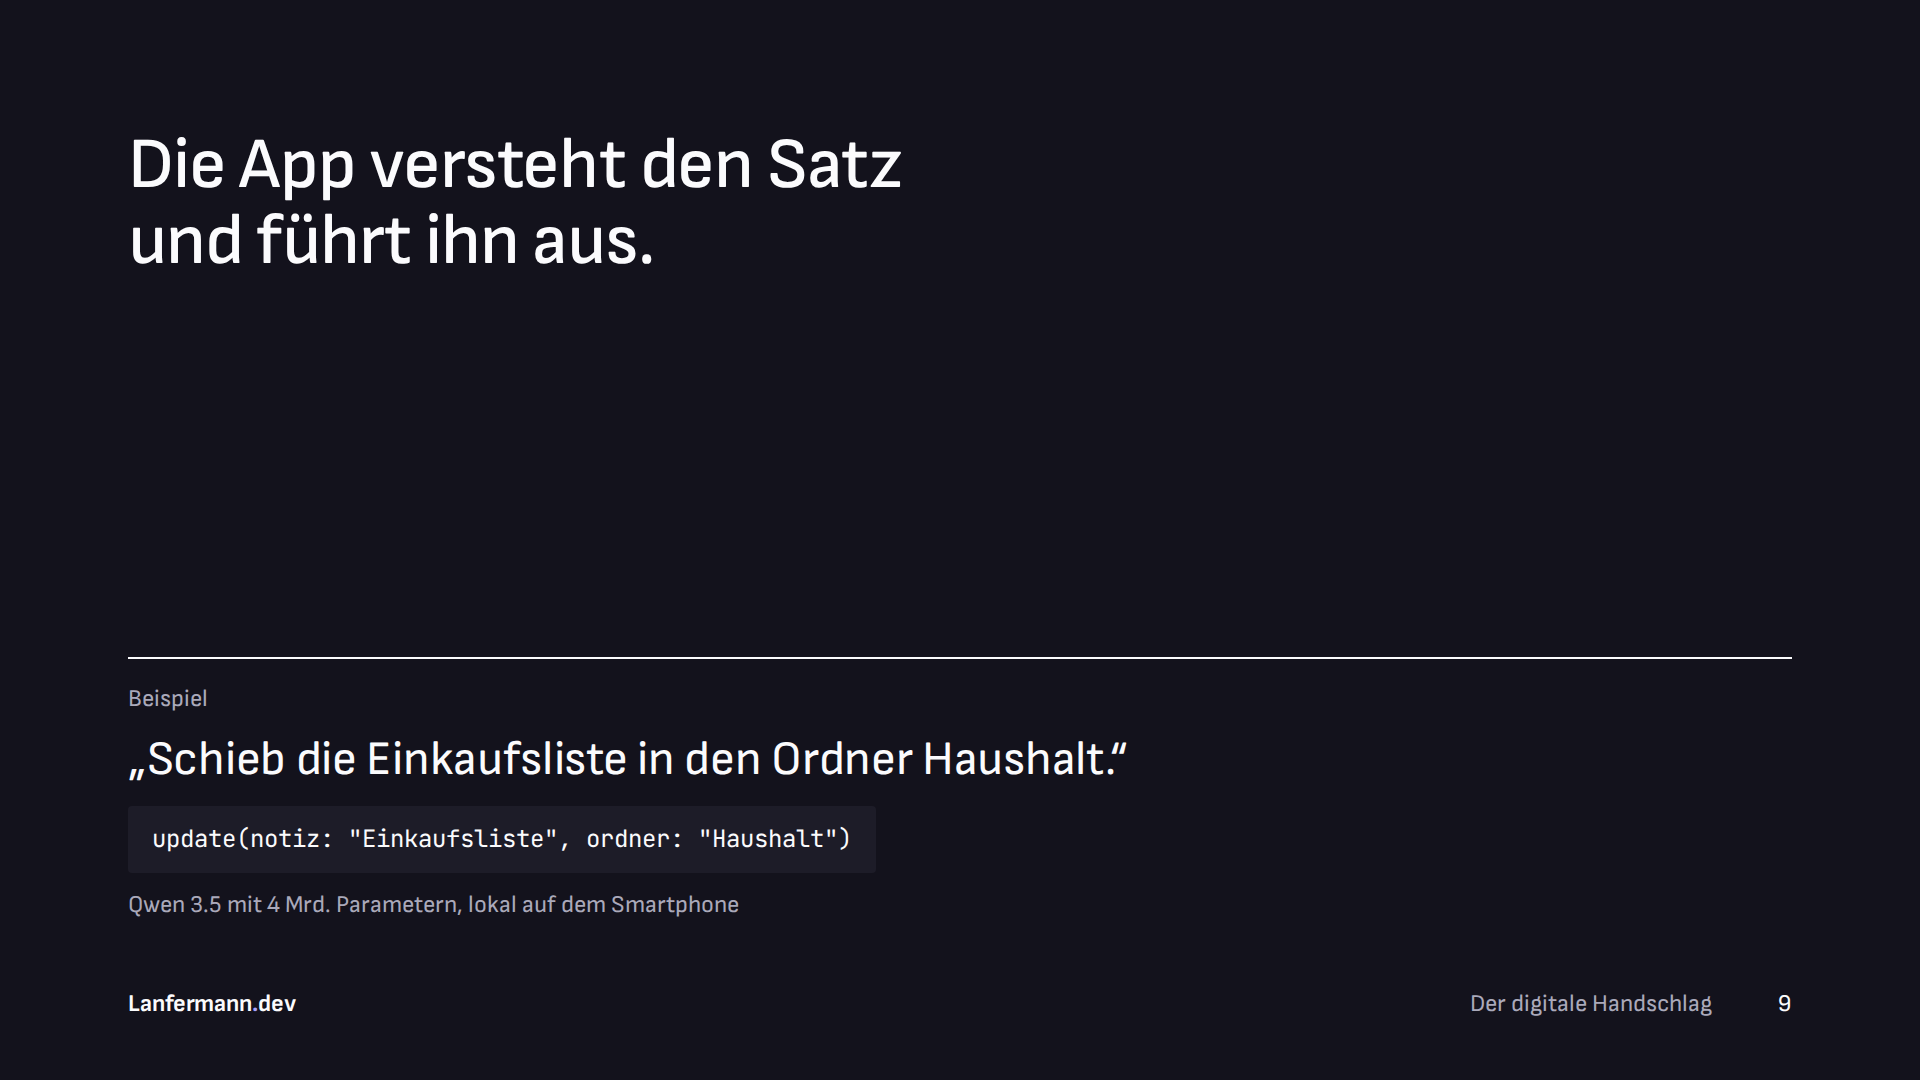 Die App versteht den Satz
und führt ihn aus.
Beispiel
„Schieb die Einkaufsliste in den Ordner Haushalt.“
update(notiz: "Einkaufsliste", ordner: "Haushalt")
Qwen 3.5 mit 4 Mrd. Parametern, lokal auf dem Smartphone
Lanfermann.dev
Der digitale Handschlag 9